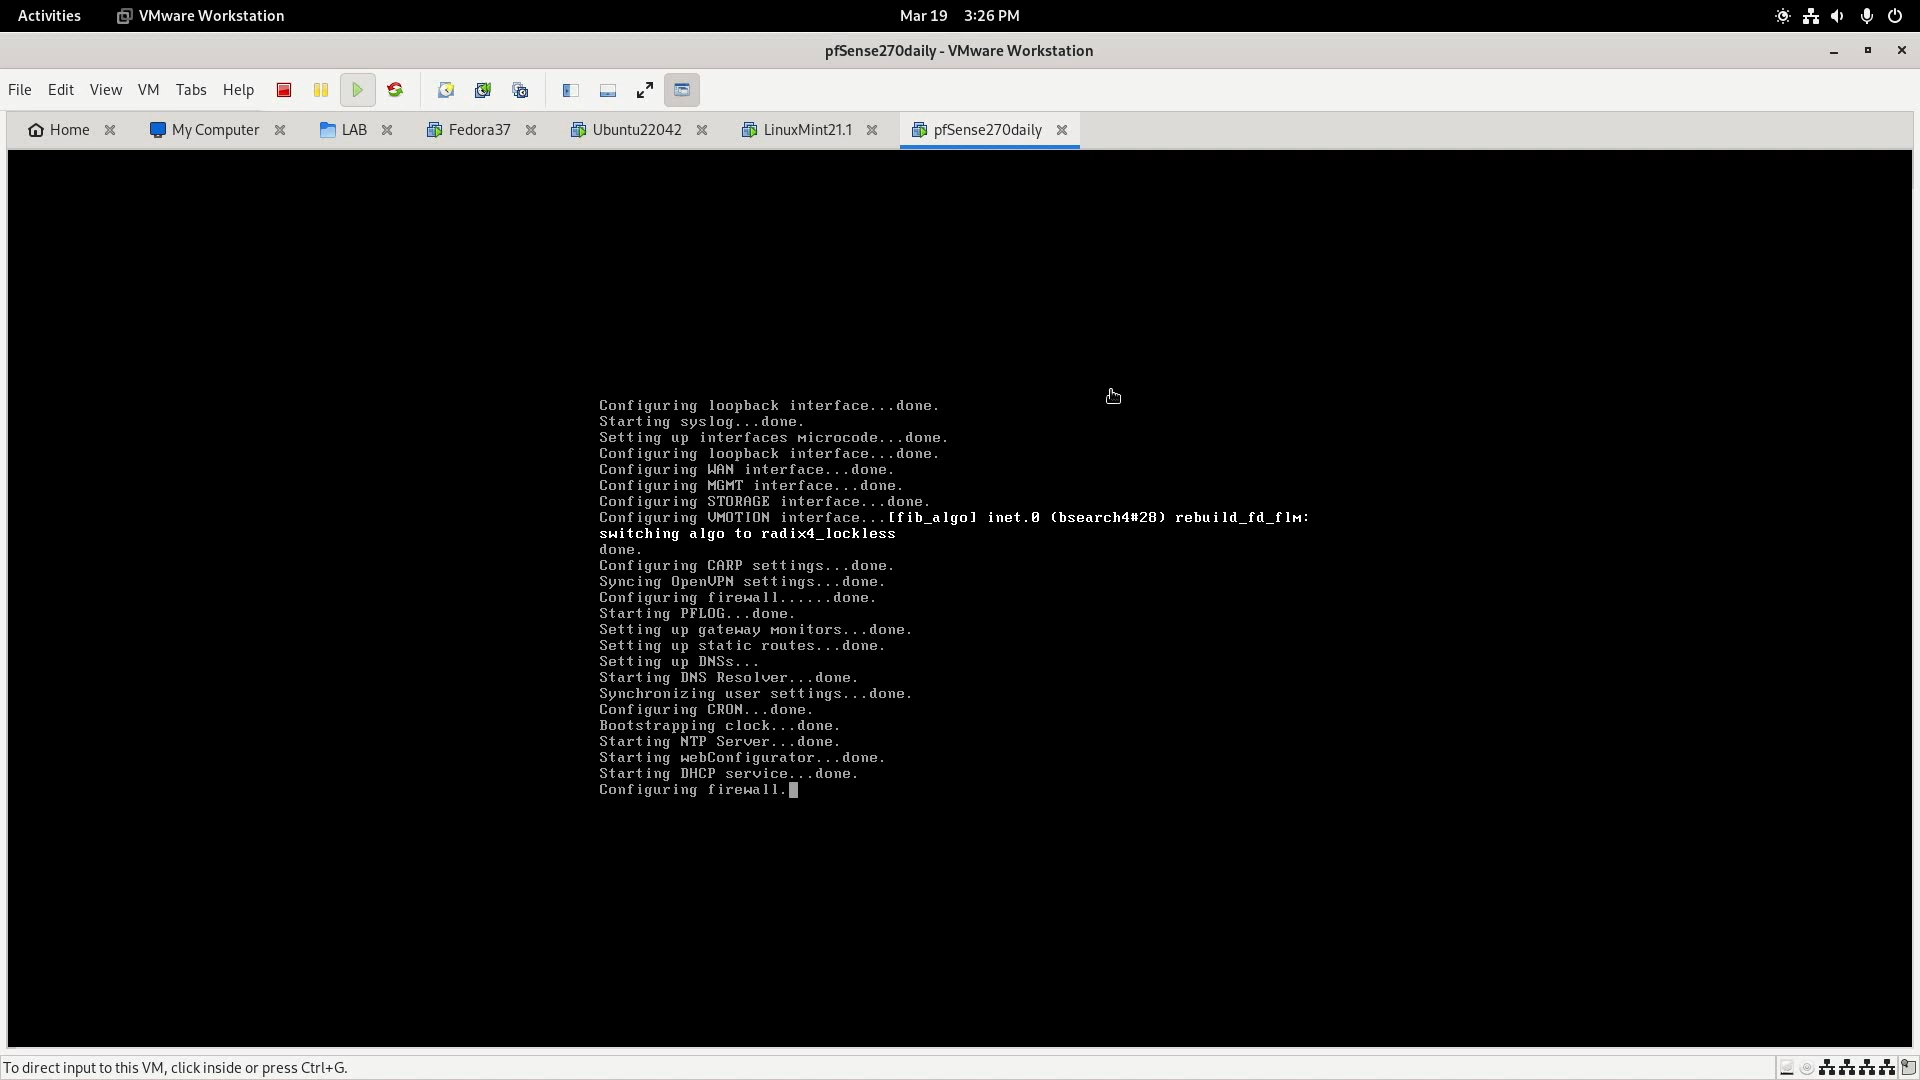 Activities VMware Workstation Mar 19 3:26 PM
pfSense270daily - VMware Workstation
File Edit View VM Tabs Help
Home My Computer LAB Fedora37 Ubuntu22042 LinuxMint21.1 pfSense270daily
Configuring loopback interface...done.
Starting syslog...done.
Setting up interfaces microcode...done.
Configuring loopback interface...done.
Configuring WAN interface...done.
Configuring MGMT interface...done.
Configuring STORAGE interface...done.
Configuring VMOTION interface...[fib_algo] inet.0 (bsearch4#28) rebuild_fd_flm:
switching algo to radix4_lockless
done.
Configuring CARP settings...done.
Syncing OpenVPN settings...done.
Configuring firewall......done.
Starting PFLOG...done.
Setting up gateway monitors...done.
Setting up static routes...done.
Setting up DNSs...
Starting DNS Resolver...done.
Synchronizing user settings...done.
Configuring CRON...done.
Bootstrapping clock...done.
Starting NTP Server...done.
Starting webConfigurator...done.
Starting DHCP service...done.
Configuring firewall.
To direct input to this VM, click inside or press Ctrl+G.